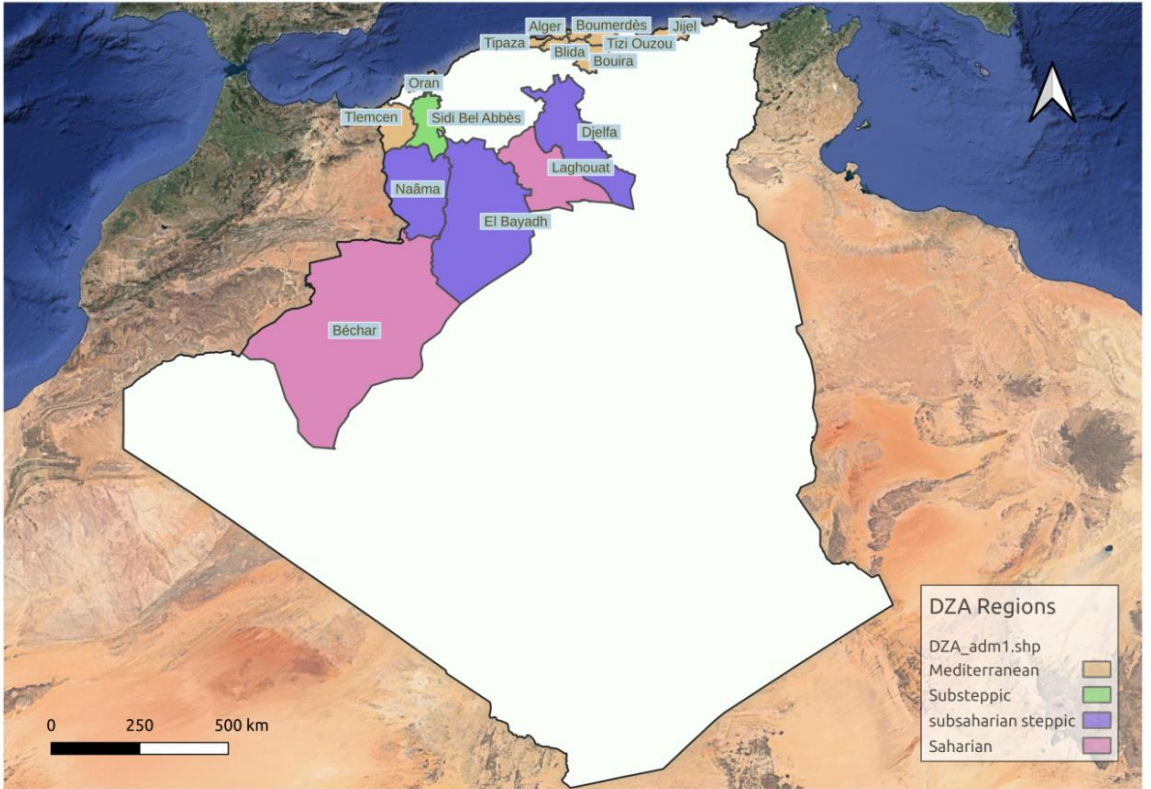 Alger
Boumerdès
Jijel
Tipaza
Tizi Ouzou
Blida
Bouira
Oran
Tlemcen
Sidi Bel Abbès
Djelfa
Laghouat
Naâma
El Bayadh
Béchar
DZA Regions
DZA_adm1.shp
Mediterranean
Substeppic
subsaharian steppic
Saharian
0 250 500 km